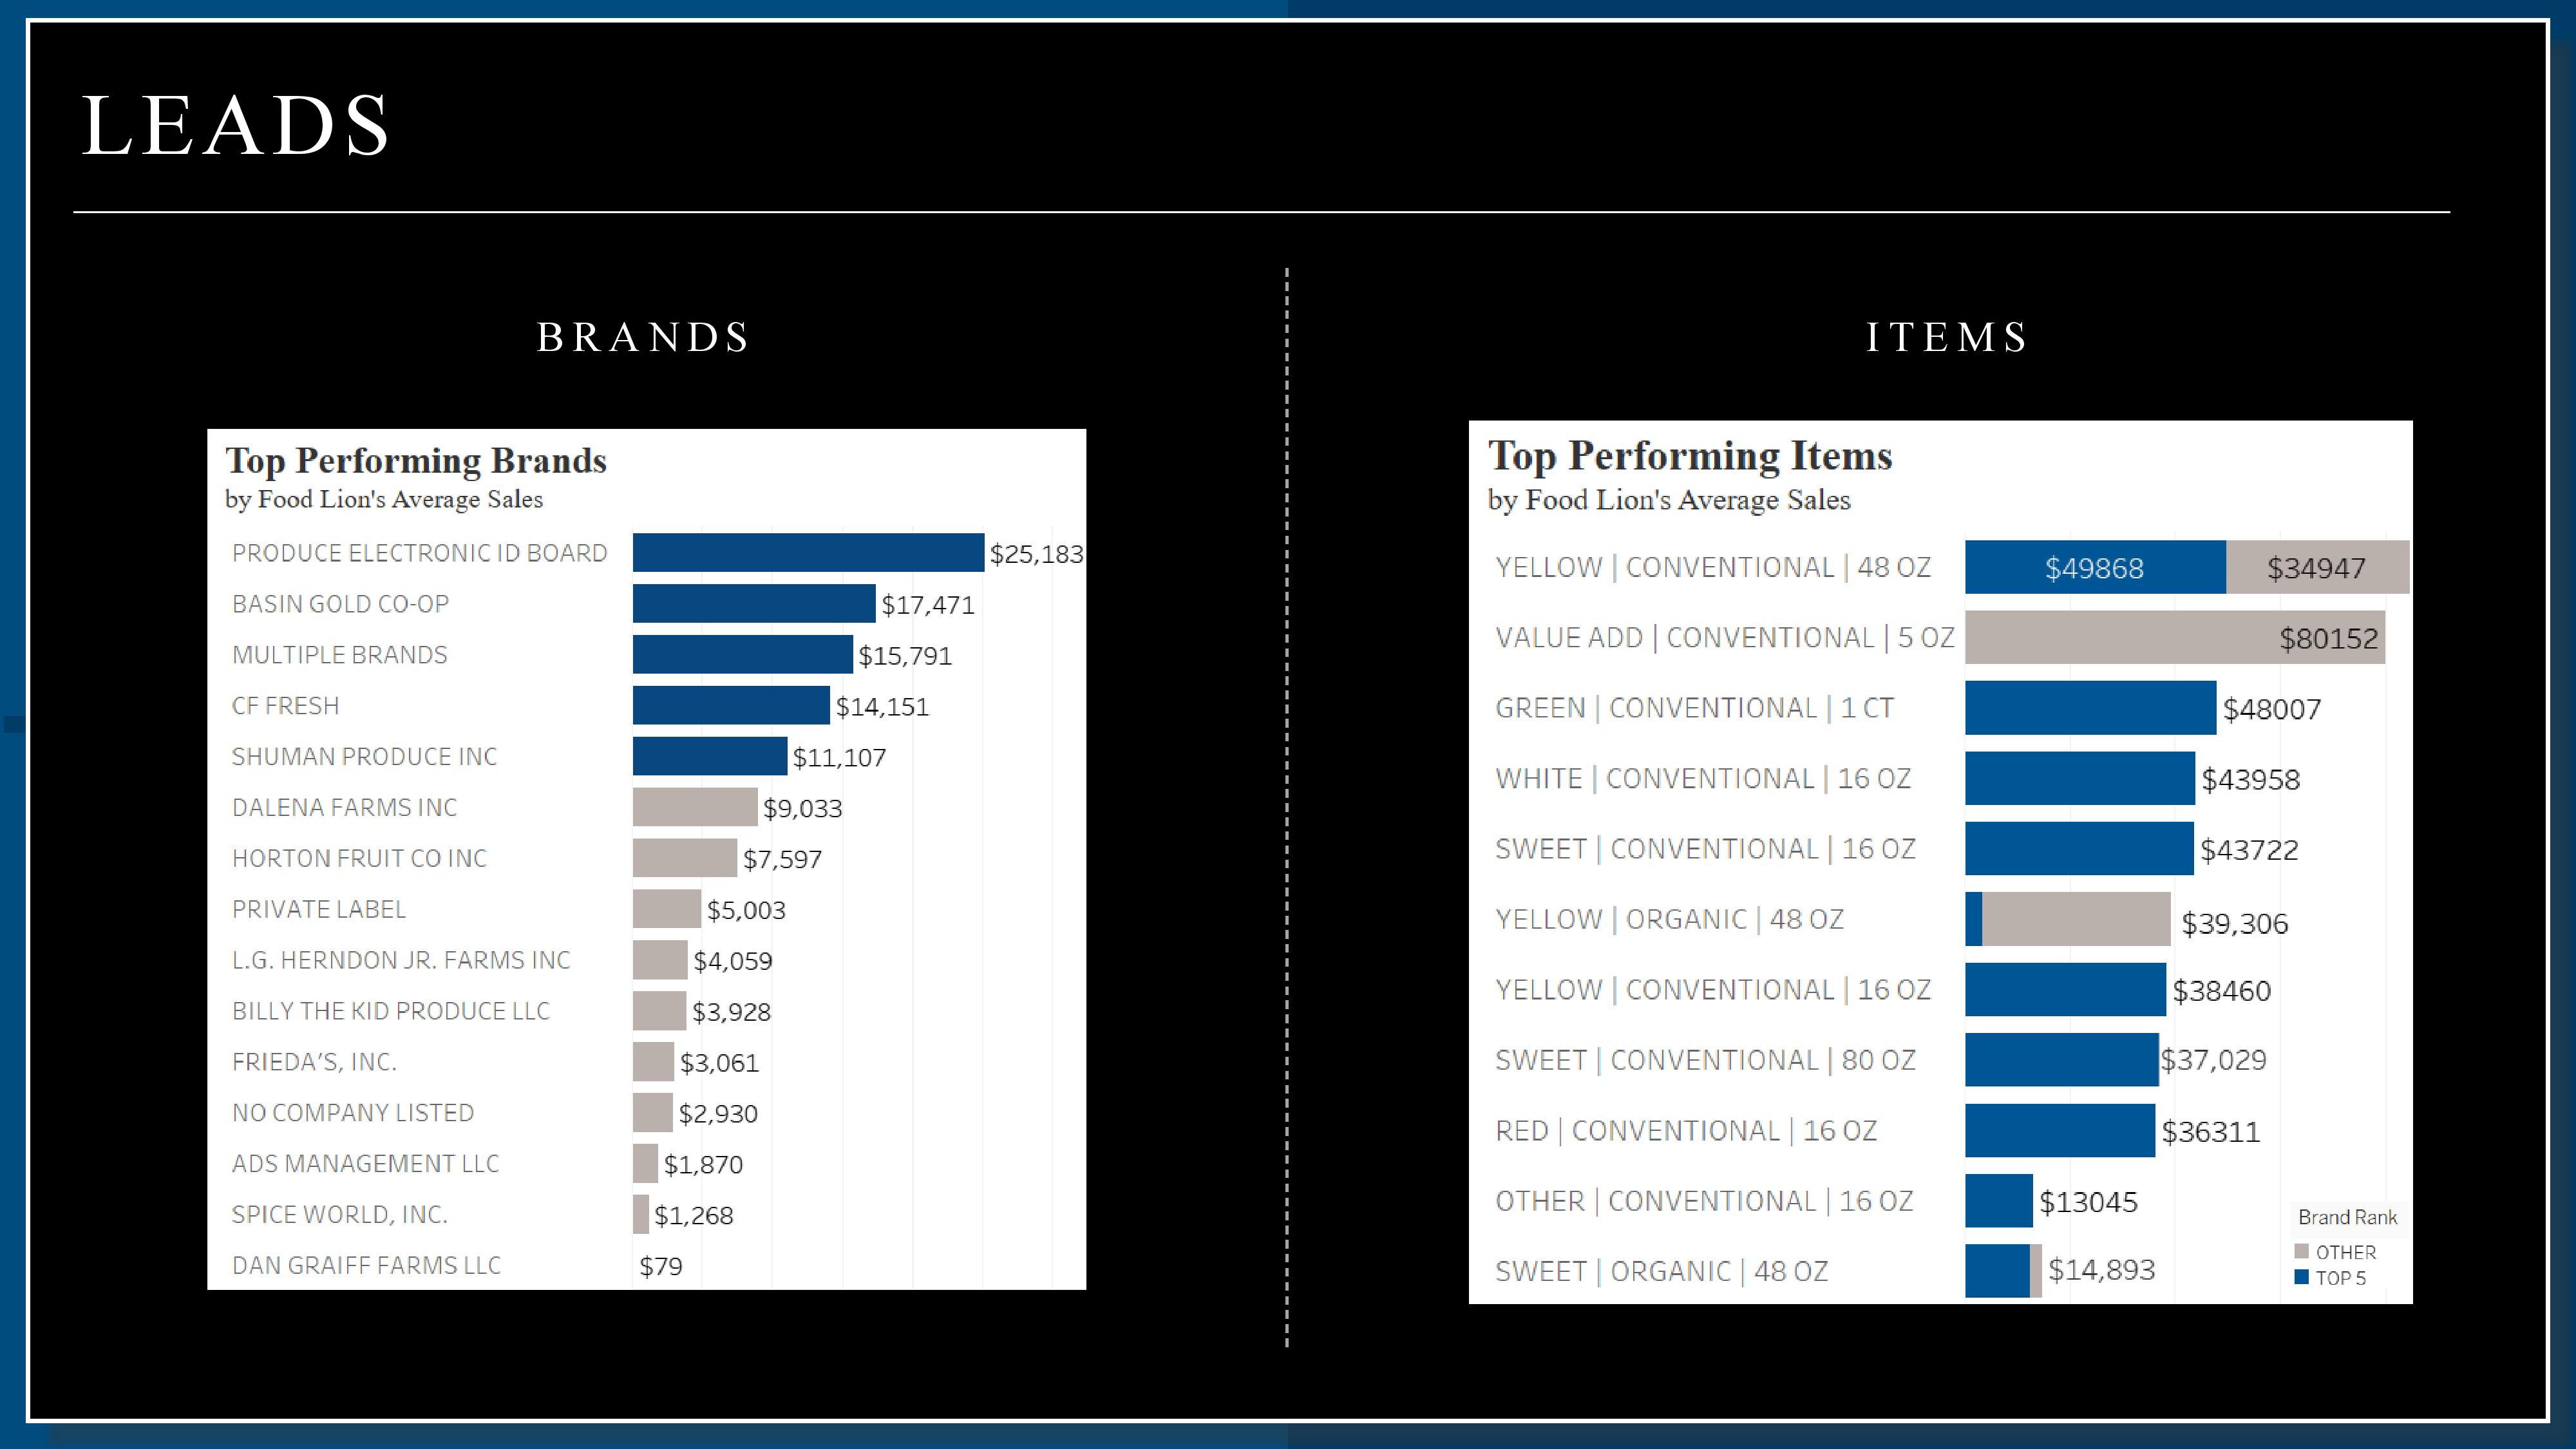 LEADS
BRANDS
Top Performing Brands
by Food Lion's Average Sales
PRODUCE ELECTRONIC ID BOARD $25,183
BASIN GOLD CO-OP $17,471
MULTIPLE BRANDS $15,791
CF FRESH $14,151
SHUMAN PRODUCE INC $11,107
DALENA FARMS INC $9,033
HORTON FRUIT CO INC $7,597
PRIVATE LABEL $5,003
L.G. HERNDON JR. FARMS INC $4,059
BILLY THE KID PRODUCE LLC $3,928
FRIEDA’S, INC. $3,061
NO COMPANY LISTED $2,930
ADS MANAGEMENT LLC $1,870
SPICE WORLD, INC. $1,268
DAN GRAIFF FARMS LLC $79
ITEMS
Top Performing Items
by Food Lion's Average Sales
YELLOW | CONVENTIONAL | 48 OZ $49868 $34947
VALUE ADD | CONVENTIONAL | 5 OZ $80152
GREEN | CONVENTIONAL | 1 CT $48007
WHITE | CONVENTIONAL | 16 OZ $43958
SWEET | CONVENTIONAL | 16 OZ $43722
YELLOW | ORGANIC | 48 OZ $39,306
YELLOW | CONVENTIONAL | 16 OZ $38460
SWEET | CONVENTIONAL | 80 OZ $37,029
RED | CONVENTIONAL | 16 OZ $36311
OTHER | CONVENTIONAL | 16 OZ $13045
SWEET | ORGANIC | 48 OZ $14,893
Brand Rank
OTHER
TOP 5